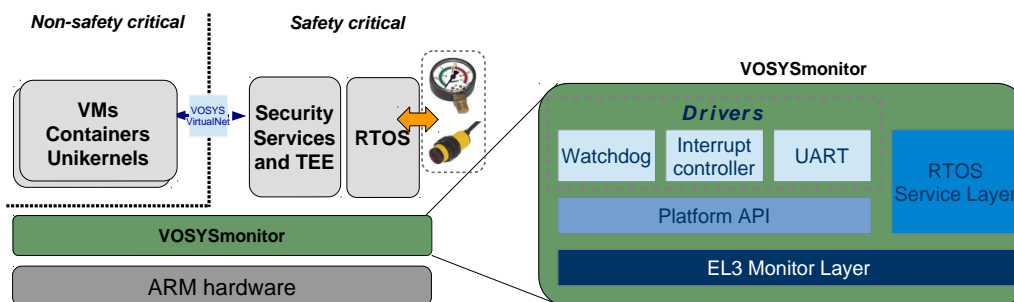 Non-safety critical
Safety critical
VMs
Containers
Unikernels
VOSYS
VirtualNet
Security
Services
and TEE
RTOS
VOSYSmonitor
ARM hardware
VOSYSmonitor
Drivers
Watchdog
Interrupt
controller
UART
RTOS
Service Layer
Platform API
EL3 Monitor Layer